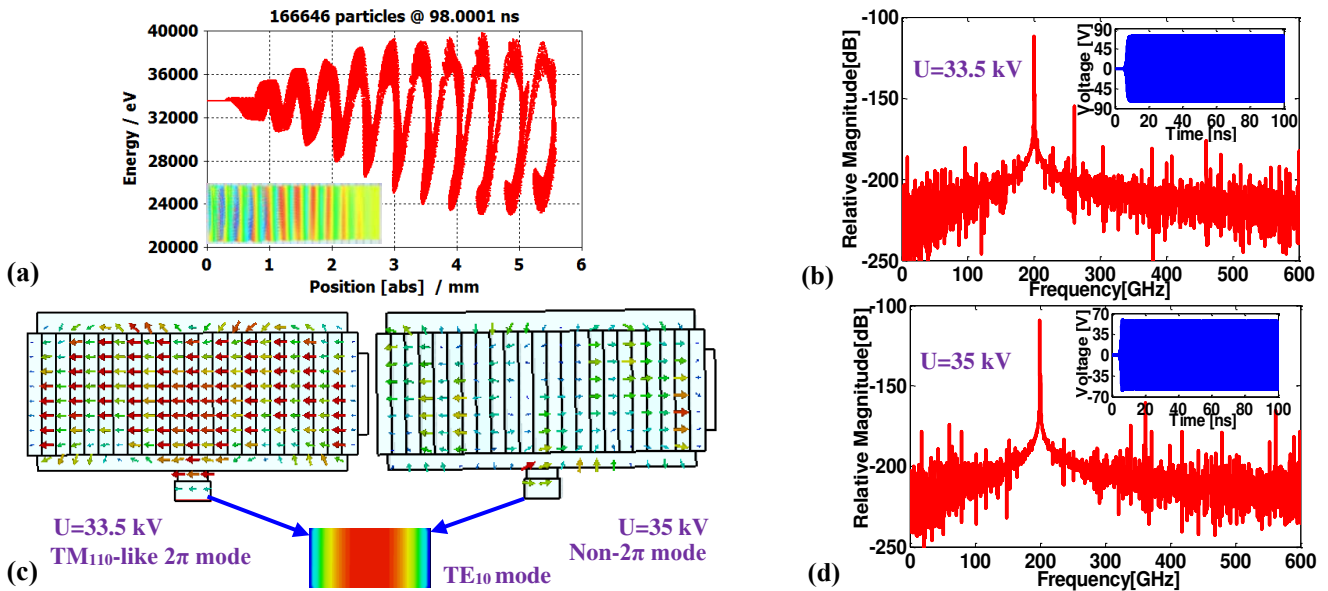 166646 particles @ 98.0001 ns
Energy / eV
40000
36000
32000
28000
24000
20000
0 1 2 3 4 5 6
Position [abs] / mm
(a)
Relative Magnitude[dB]
-100
-150
-200
-250
0 100 200 300 400 500 600
Frequency[GHz]
U=33.5 kV
Voltage [V]
90
45
0
-45
-90
0 20 40 60 80 100
Time [ns]
(b)
U=33.5 kV
TM₁₁₀-like 2π mode
U=35 kV
Non-2π mode
TE₁₀ mode
(c)
Relative Magnitude[dB]
-100
-150
-200
-250
0 100 200 300 400 500 600
Frequency[GHz]
U=35 kV
Voltage [V]
70
35
0
-35
-70
0 20 40 60 80 100
Time [ns]
(d)